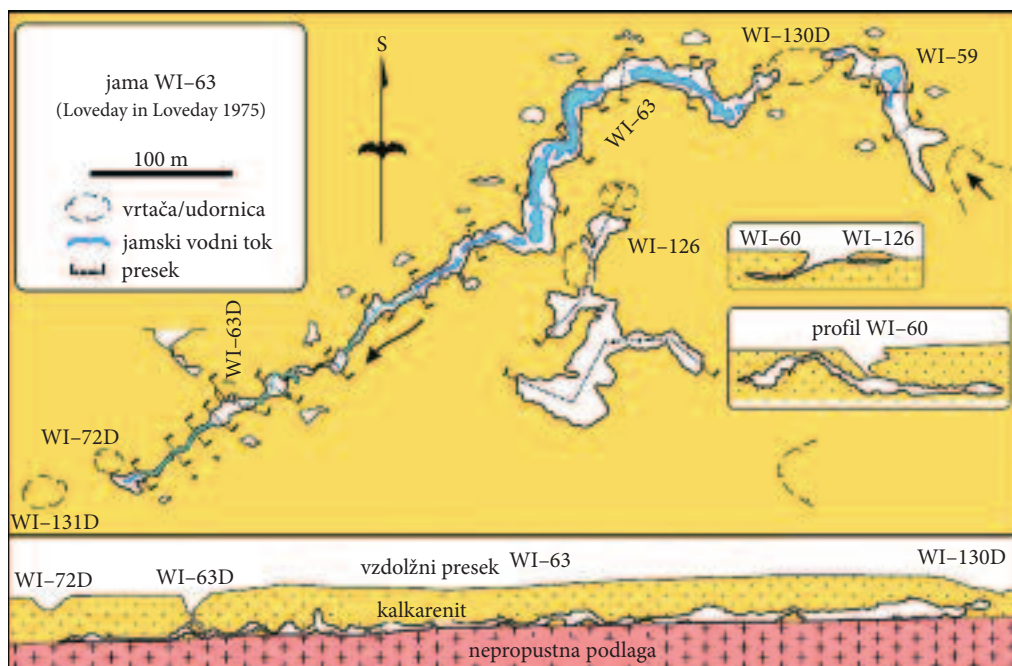 jama WI–63
(Loveday in Loveday 1975)
100 m
vrtača/udornica
jamski vodni tok
presek
S
WI–130D
WI–59
WI–63
WI–126
WI–60
WI–126
profil WI–60
WI–63D
WI–72D
WI–131D
WI–72D
WI–63D
vzdolžni presek
WI–63
WI–130D
kalkarenit
nepropustna podlaga